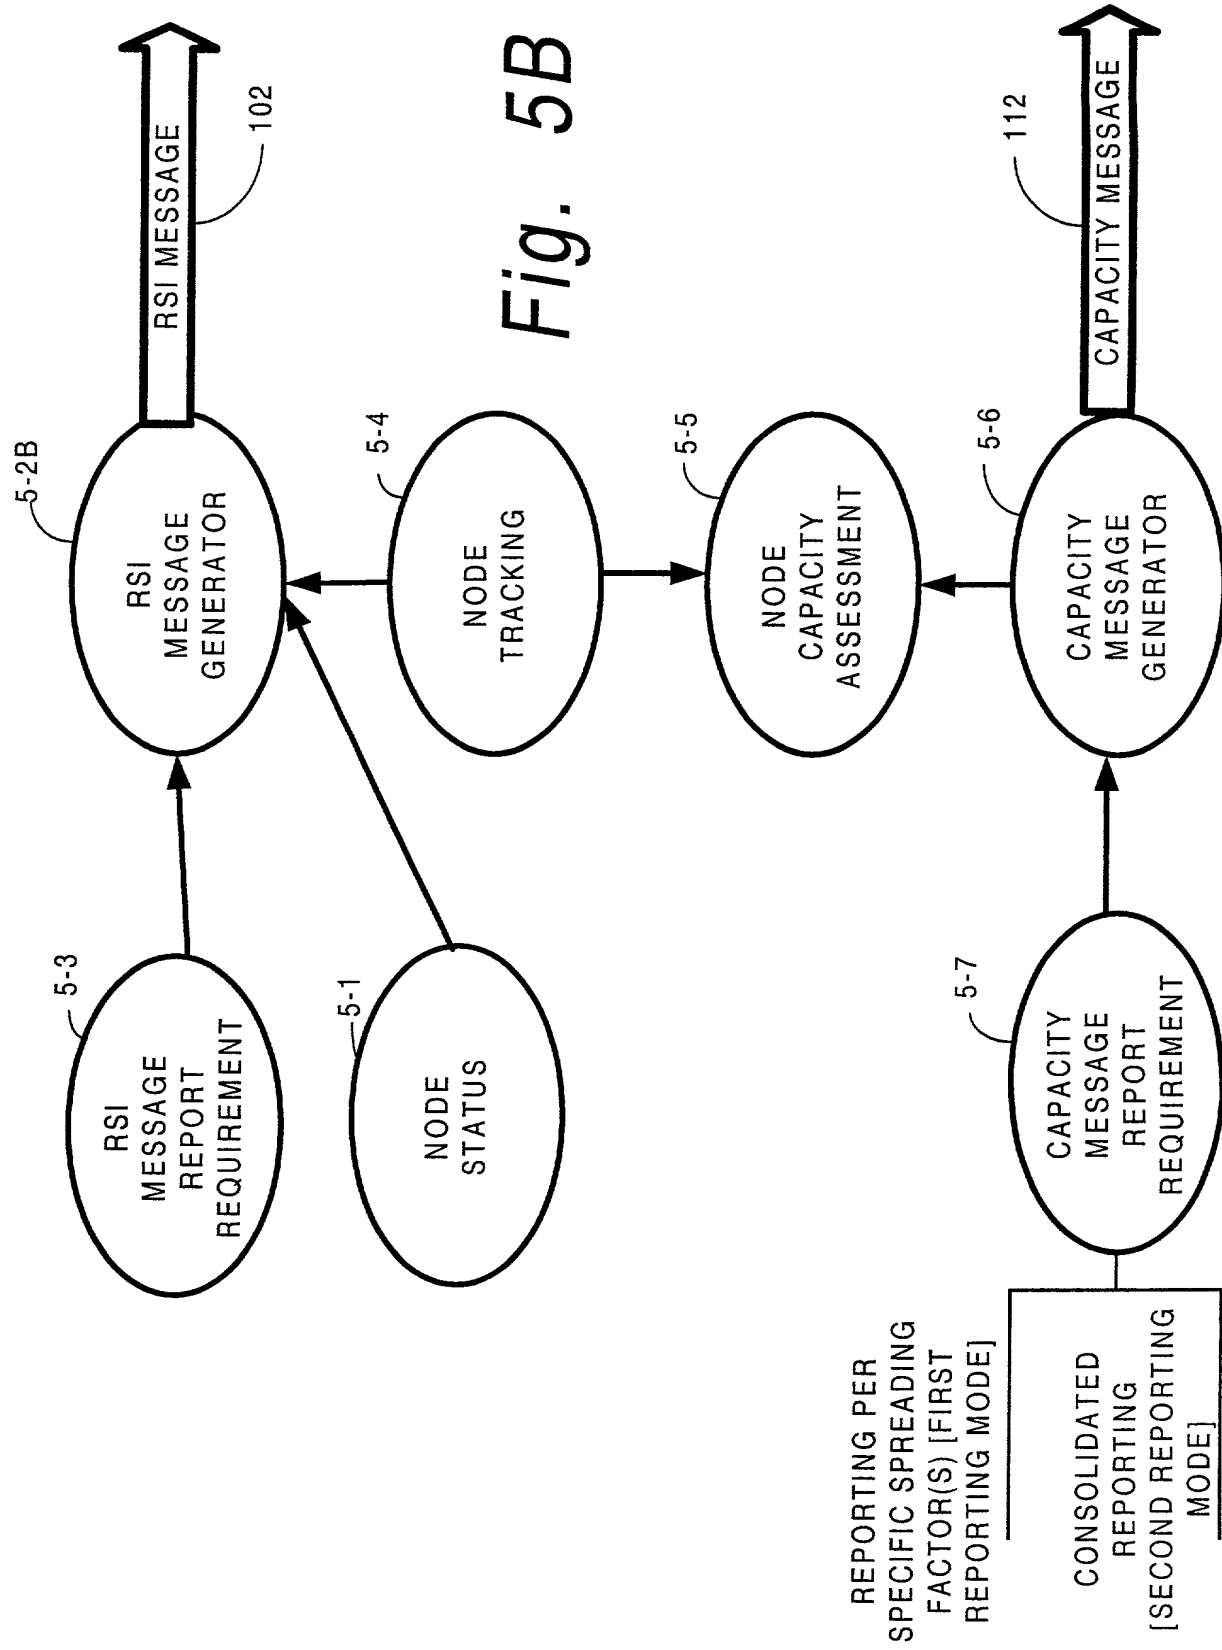 5-3
RSI
MESSAGE
REPORT
REQUIREMENT
5-2B
RSI
MESSAGE
GENERATOR
RSI MESSAGE
102
5-1
NODE
STATUS
5-4
NODE
TRACKING
Fig. 5B
5-5
NODE
CAPACITY
ASSESSMENT
REPORTING PER
SPECIFIC SPREADING
FACTOR(S) [FIRST
REPORTING MODE]
CONSOLIDATED
REPORTING
[SECOND REPORTING
MODE]
5-7
CAPACITY
MESSAGE
REPORT
REQUIREMENT
5-6
CAPACITY
MESSAGE
GENERATOR
112
CAPACITY MESSAGE